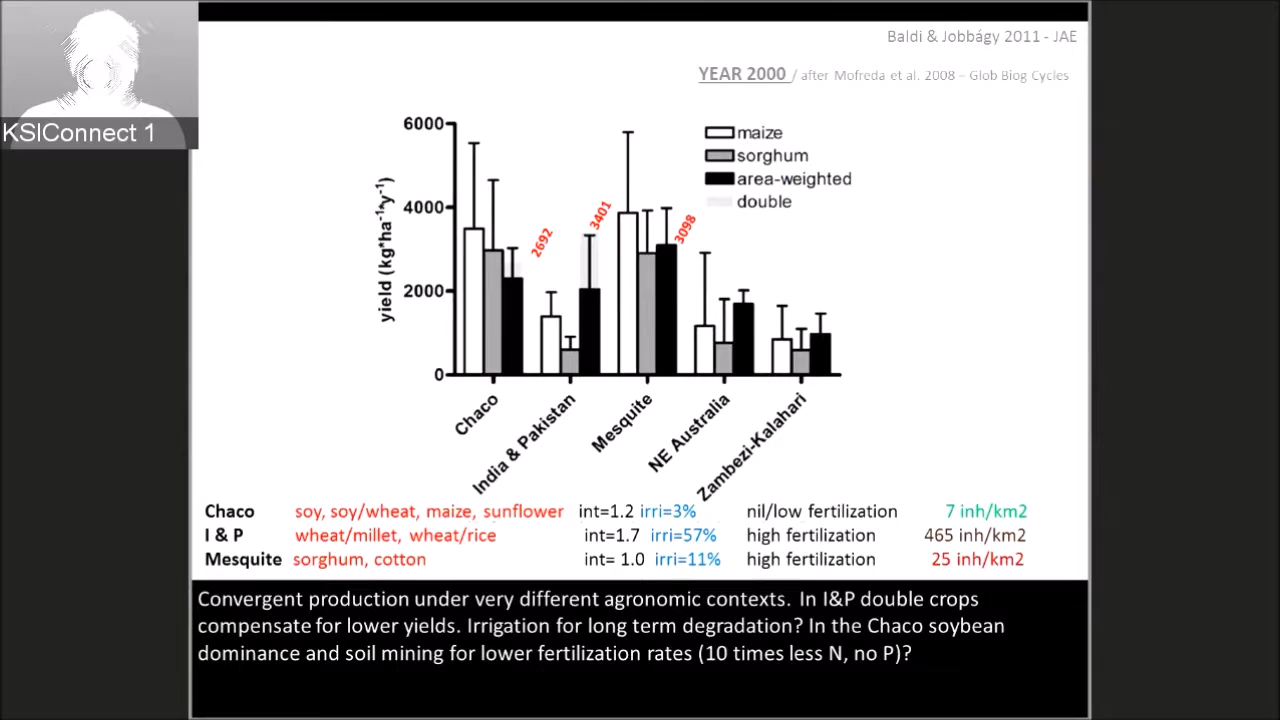 KSIConnect 1
Baldi & Jobbágy 2011 - JAE
YEAR 2000 / after Mofreda et al. 2008 – Glob Biog Cycles
yield (kg*ha⁻¹*y⁻¹)
6000
4000
2000
0
maize
sorghum
area-weighted
double
2692
3401
3098
Chaco
India & Pakistan
Mesquite
NE Australia
Zambezi-Kalahari
Chaco soy, soy/wheat, maize, sunflower int=1.2 irri=3% nil/low fertilization 7 inh/km2
I & P wheat/millet, wheat/rice int=1.7 irri=57% high fertilization 465 inh/km2
Mesquite sorghum, cotton int= 1.0 irri=11% high fertilization 25 inh/km2
Convergent production under very different agronomic contexts. In I&P double crops
compensate for lower yields. Irrigation for long term degradation? In the Chaco soybean
dominance and soil mining for lower fertilization rates (10 times less N, no P)?